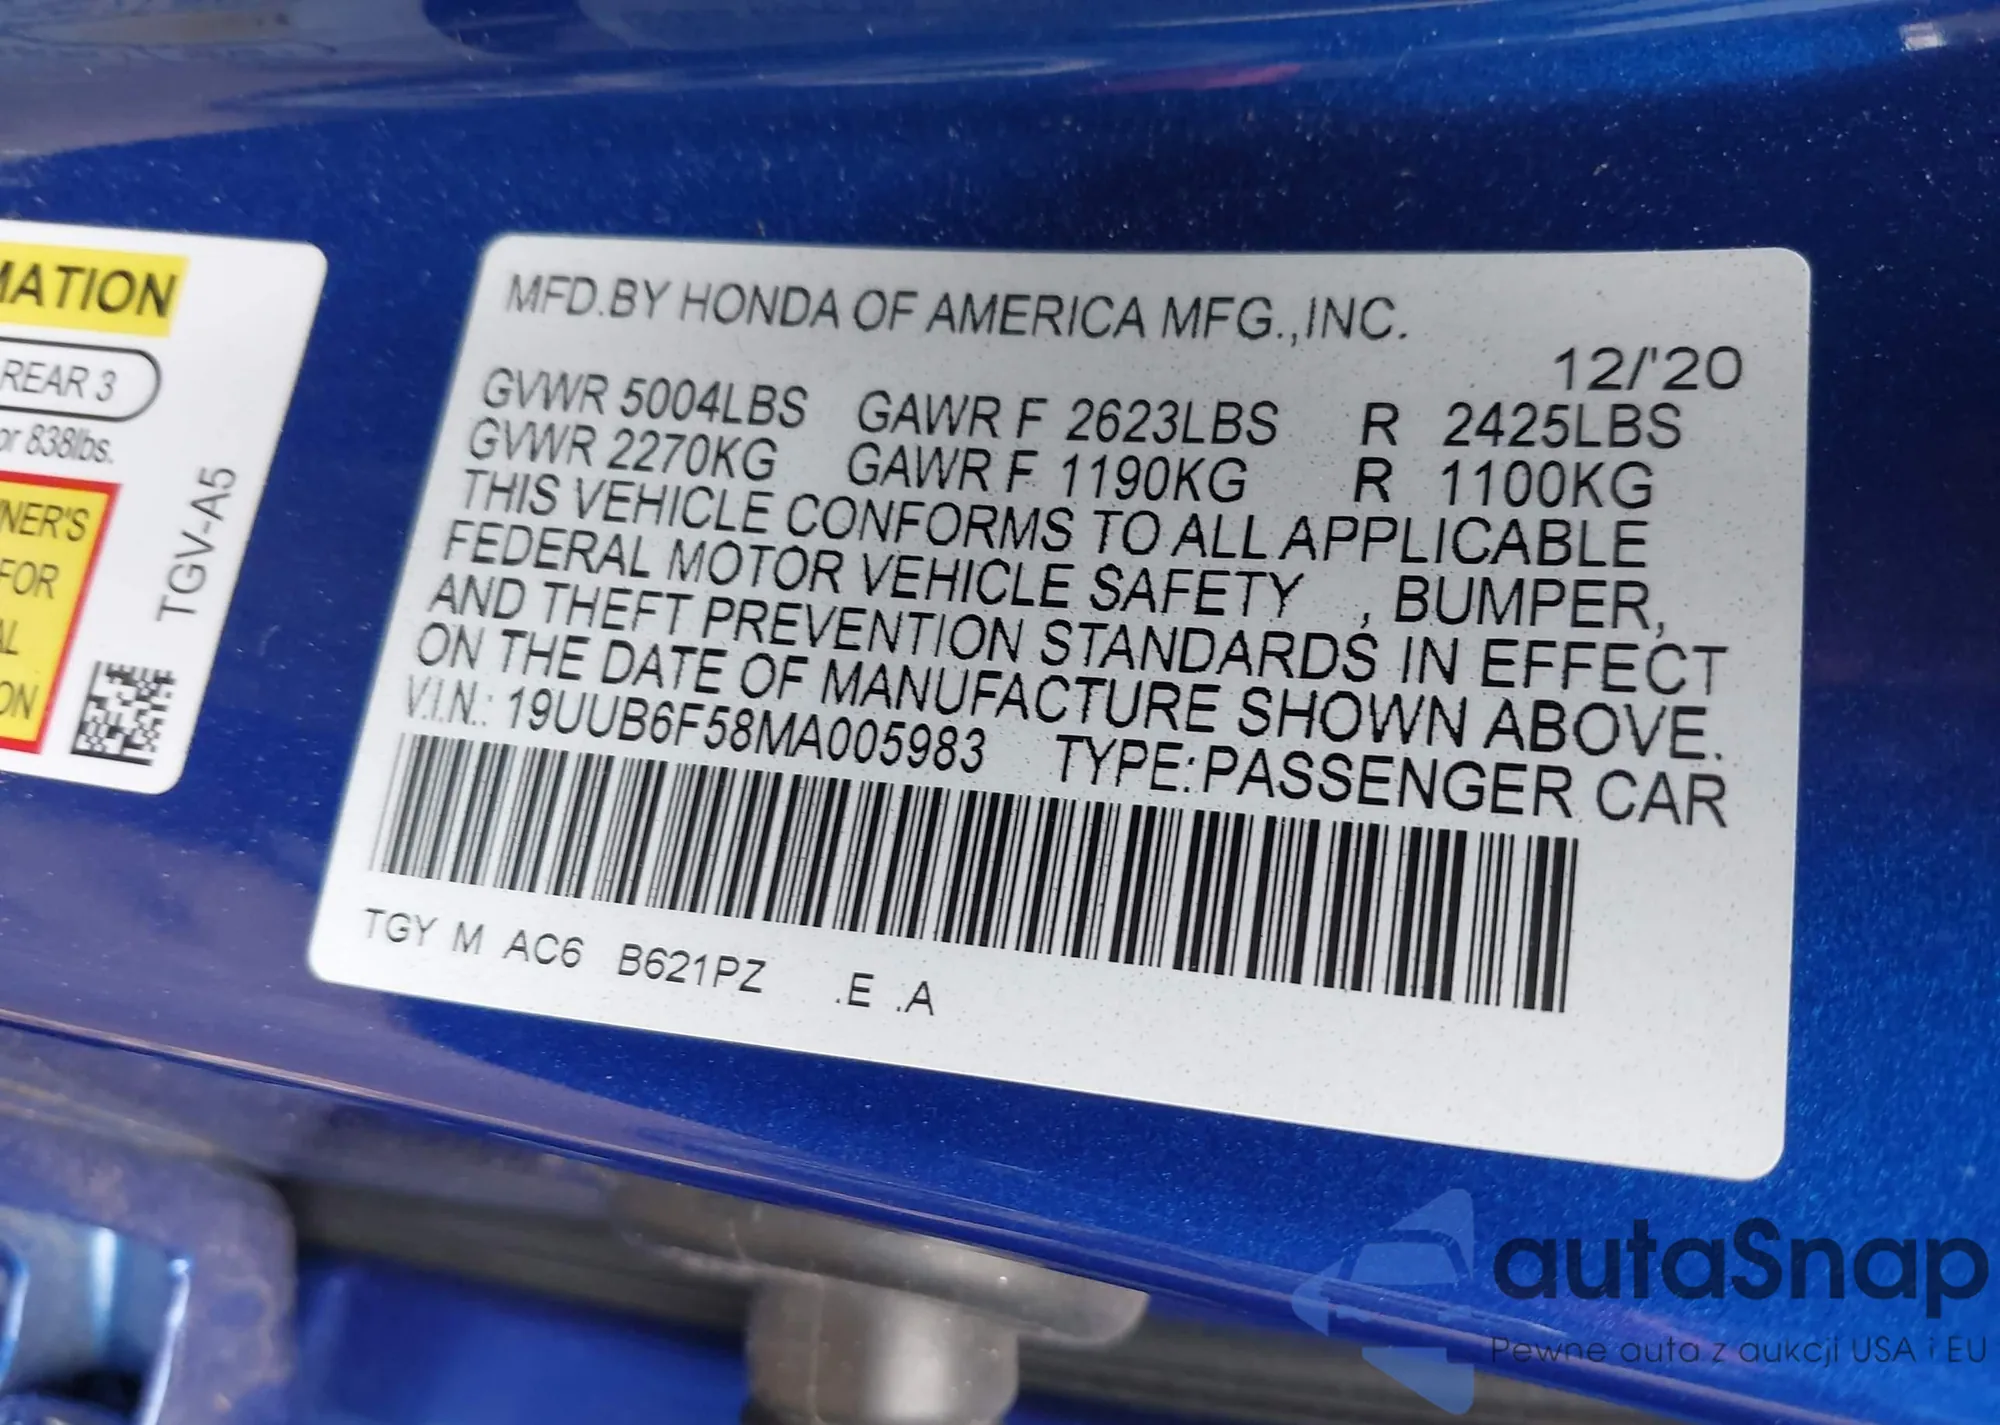 MATION
REAR 3
or 838lbs.
NER'S
FOR
AL
ON
TGV-A5
MFD.BY HONDA OF AMERICA MFG.,INC.
12/'20
GVWR 5004LBS GAWR F 2623LBS R 2425LBS
GVWR 2270KG GAWR F 1190KG R 1100KG
THIS VEHICLE CONFORMS TO ALL APPLICABLE
FEDERAL MOTOR VEHICLE SAFETY , BUMPER,
AND THEFT PREVENTION STANDARDS IN EFFECT
ON THE DATE OF MANUFACTURE SHOWN ABOVE.
V.I.N.: 19UUB6F58MA005983 TYPE:PASSENGER CAR
TGY M AC6 B621PZ .E .A
autaSnap
Pewne auta z aukcji USA i EU